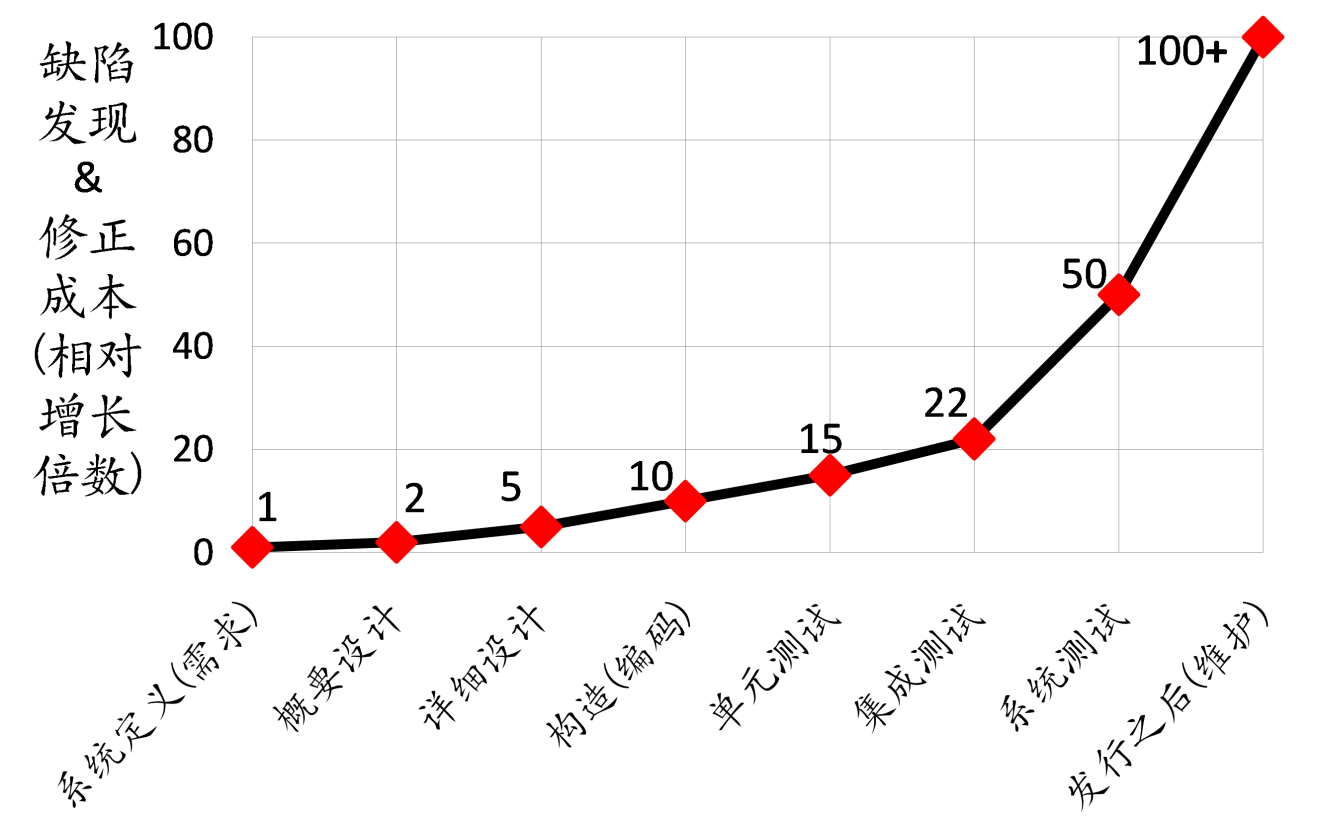 缺陷
发现
&
修正
成本
(相对
增长
倍数)
100
80
60
40
20
0
1
2
5
10
15
22
50
100+
系统定义(需求)
概要设计
详细设计
构造(编码)
单元测试
集成测试
系统测试
发行之后(维护)